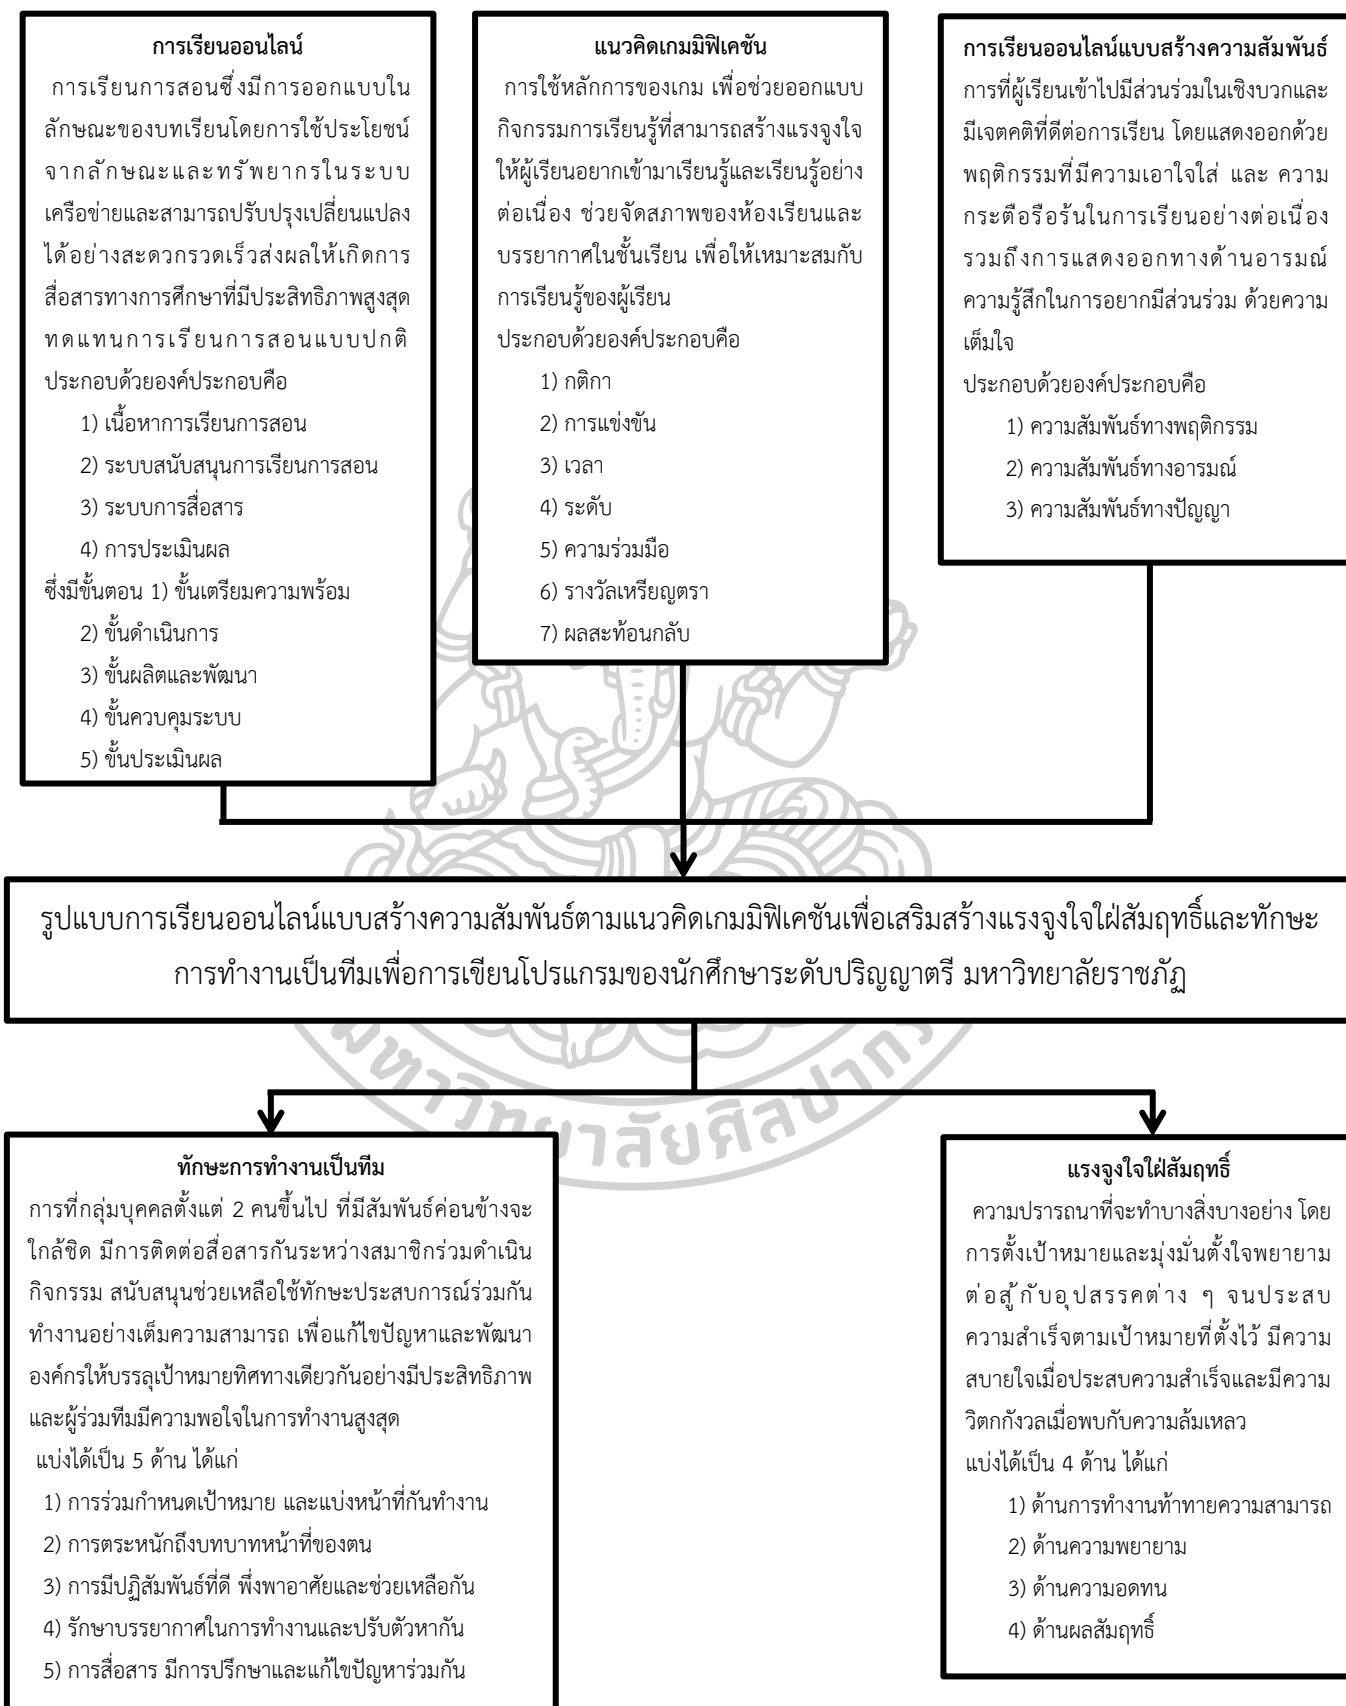 การเรียนออนไลน์
การเรียนการสอนซึ่งมีการออกแบบใน
ลักษณะของบทเรียนโดยการใช้ประโยชน์
จากลักษณะและทรัพยากรในระบบ
เครือข่ายและสามารถปรับปรุงเปลี่ยนแปลง
ได้อย่างสะดวกรวดเร็วส่งผลให้เกิดการ
สื่อสารทางการศึกษาที่มีประสิทธิภาพสูงสุด
ทดแทนการเรียนการสอนแบบปกติ
ประกอบด้วยองค์ประกอบคือ
1) เนื้อหาการเรียนการสอน
2) ระบบสนับสนุนการเรียนการสอน
3) ระบบการสื่อสาร
4) การประเมินผล
ซึ่งมีขั้นตอน 1) ขั้นเตรียมความพร้อม
2) ขั้นดำเนินการ
3) ขั้นผลิตและพัฒนา
4) ขั้นควบคุมระบบ
5) ขั้นประเมินผล
แนวคิดเกมมิฟิเคชัน
การใช้หลักการของเกม เพื่อช่วยออกแบบ
กิจกรรมการเรียนรู้ที่สามารถสร้างแรงจูงใจ
ให้ผู้เรียนอยากเข้ามาเรียนรู้และเรียนรู้อย่าง
ต่อเนื่อง ช่วยจัดสภาพของห้องเรียนและ
บรรยากาศในชั้นเรียน เพื่อให้เหมาะสมกับ
การเรียนรู้ของผู้เรียน
ประกอบด้วยองค์ประกอบคือ
1) กติกา
2) การแข่งขัน
3) เวลา
4) ระดับ
5) ความร่วมมือ
6) รางวัลเหรียญตรา
7) ผลสะท้อนกลับ
การเรียนออนไลน์แบบสร้างความสัมพันธ์
การที่ผู้เรียนเข้าไปมีส่วนร่วมในเชิงบวกและ
มีเจตคติที่ดีต่อการเรียน โดยแสดงออกด้วย
พฤติกรรมที่มีความเอาใจใส่ และ ความ
กระตือรือร้นในการเรียนอย่างต่อเนื่อง
รวมถึงการแสดงออกทางด้านอารมณ์
ความรู้สึกในการอยากมีส่วนร่วม ด้วยความ
เต็มใจ
ประกอบด้วยองค์ประกอบคือ
1) ความสัมพันธ์ทางพฤติกรรม
2) ความสัมพันธ์ทางอารมณ์
3) ความสัมพันธ์ทางปัญญา
รูปแบบการเรียนออนไลน์แบบสร้างความสัมพันธ์ตามแนวคิดเกมมิฟิเคชันเพื่อเสริมสร้างแรงจูงใจใฝ่สัมฤทธิ์และทักษะ
การทำงานเป็นทีมเพื่อการเขียนโปรแกรมของนักศึกษาระดับปริญญาตรี มหาวิทยาลัยราชภัฏ
มหาวิทยาลัยศิลปากร
ทักษะการทำงานเป็นทีม
การที่กลุ่มบุคคลตั้งแต่ 2 คนขึ้นไป ที่มีสัมพันธ์ค่อนข้างจะ
ใกล้ชิด มีการติดต่อสื่อสารกันระหว่างสมาชิกร่วมดำเนิน
กิจกรรม สนับสนุนช่วยเหลือใช้ทักษะประสบการณ์ร่วมกัน
ทำงานอย่างเต็มความสามารถ เพื่อแก้ไขปัญหาและพัฒนา
องค์กรให้บรรลุเป้าหมายทิศทางเดียวกันอย่างมีประสิทธิภาพ
และผู้ร่วมทีมมีความพอใจในการทำงานสูงสุด
แบ่งได้เป็น 5 ด้าน ได้แก่
1) การร่วมกำหนดเป้าหมาย และแบ่งหน้าที่กันทำงาน
2) การตระหนักถึงบทบาทหน้าที่ของตน
3) การมีปฏิสัมพันธ์ที่ดี พึ่งพาอาศัยและช่วยเหลือกัน
4) รักษาบรรยากาศในการทำงานและปรับตัวหากัน
5) การสื่อสาร มีการปรึกษาและแก้ไขปัญหาร่วมกัน
แรงจูงใจใฝ่สัมฤทธิ์
ความปรารถนาที่จะทำบางสิ่งบางอย่าง โดย
การตั้งเป้าหมายและมุ่งมั่นตั้งใจพยายาม
ต่อสู้กับอุปสรรคต่าง ๆ จนประสบ
ความสำเร็จตามเป้าหมายที่ตั้งไว้ มีความ
สบายใจเมื่อประสบความสำเร็จและมีความ
วิตกกังวลเมื่อพบกับความล้มเหลว
แบ่งได้เป็น 4 ด้าน ได้แก่
1) ด้านการทำงานท้าทายความสามารถ
2) ด้านความพยายาม
3) ด้านความอดทน
4) ด้านผลสัมฤทธิ์